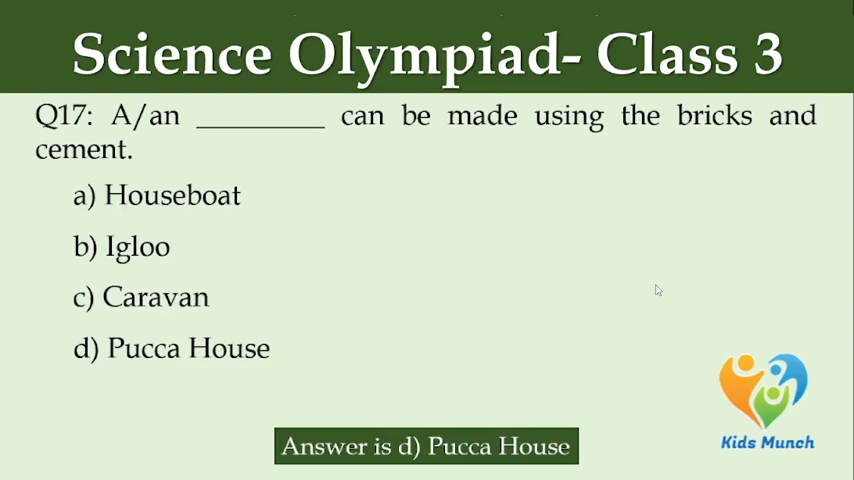 Science Olympiad- Class 3
Q17: A/an _________ can be made using the bricks and
cement.
a) Houseboat
b) Igloo
c) Caravan
d) Pucca House
Kids Munch
Answer is d) Pucca House